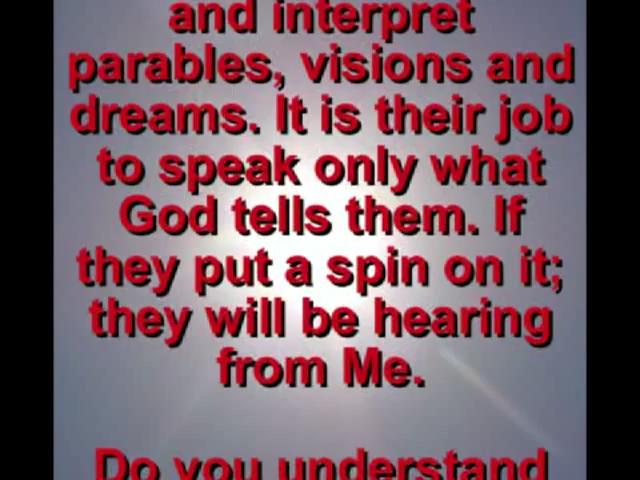 and interpret
parables, visions and
dreams. It is their job
to speak only what
God tells them. If
they put a spin on it;
they will be hearing
from Me.
Do you understand